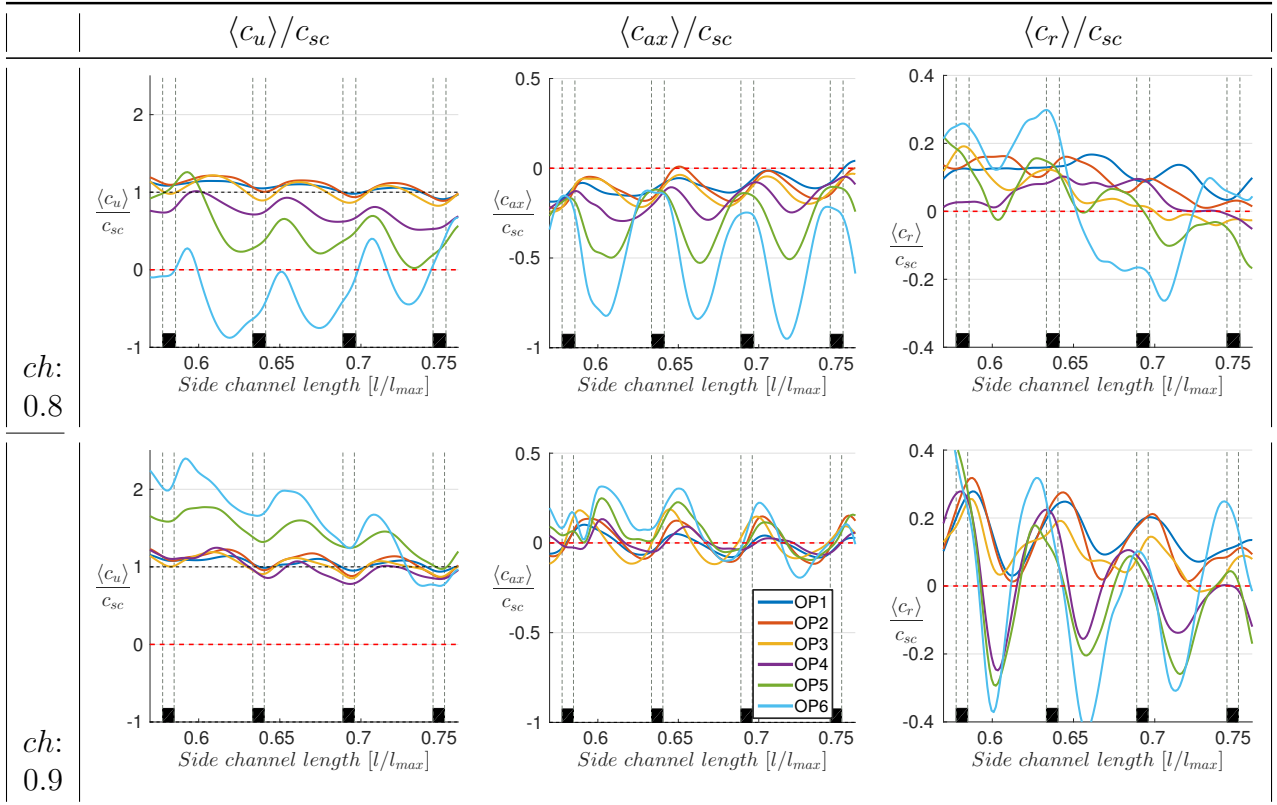 ⟨c_u⟩/c_sc ⟨c_ax⟩/c_sc ⟨c_r⟩/c_sc
ch:
0.8
2
1
0
-1
⟨c_u⟩
c_sc
0.6 0.65 0.7 0.75
Side channel length [l/l_max]
0.5
0
-0.5
-1
⟨c_ax⟩
c_sc
0.6 0.65 0.7 0.75
Side channel length [l/l_max]
0.4
0.2
0
-0.2
-0.4
⟨c_r⟩
c_sc
0.6 0.65 0.7 0.75
Side channel length [l/l_max]
ch:
0.9
2
1
0
-1
⟨c_u⟩
c_sc
0.6 0.65 0.7 0.75
Side channel length [l/l_max]
0.5
0
-0.5
-1
⟨c_ax⟩
c_sc
OP1
OP2
OP3
OP4
OP5
OP6
0.6 0.65 0.7 0.75
Side channel length [l/l_max]
0.4
0.2
0
-0.2
-0.4
⟨c_r⟩
c_sc
0.6 0.65 0.7 0.75
Side channel length [l/l_max]